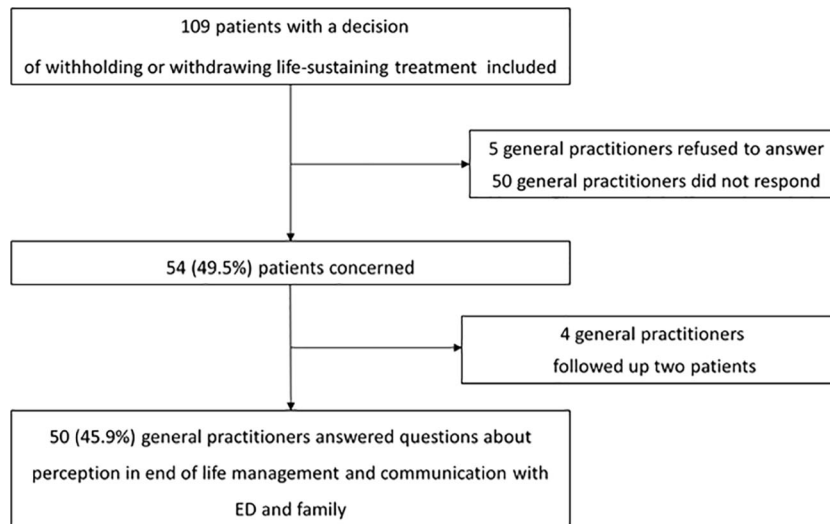 109 patients with a decision
of withholding or withdrawing life-sustaining treatment included
5 general practitioners refused to answer
50 general practitioners did not respond
54 (49.5%) patients concerned
4 general practitioners
followed up two patients
50 (45.9%) general practitioners answered questions about
perception in end of life management and communication with
ED and family